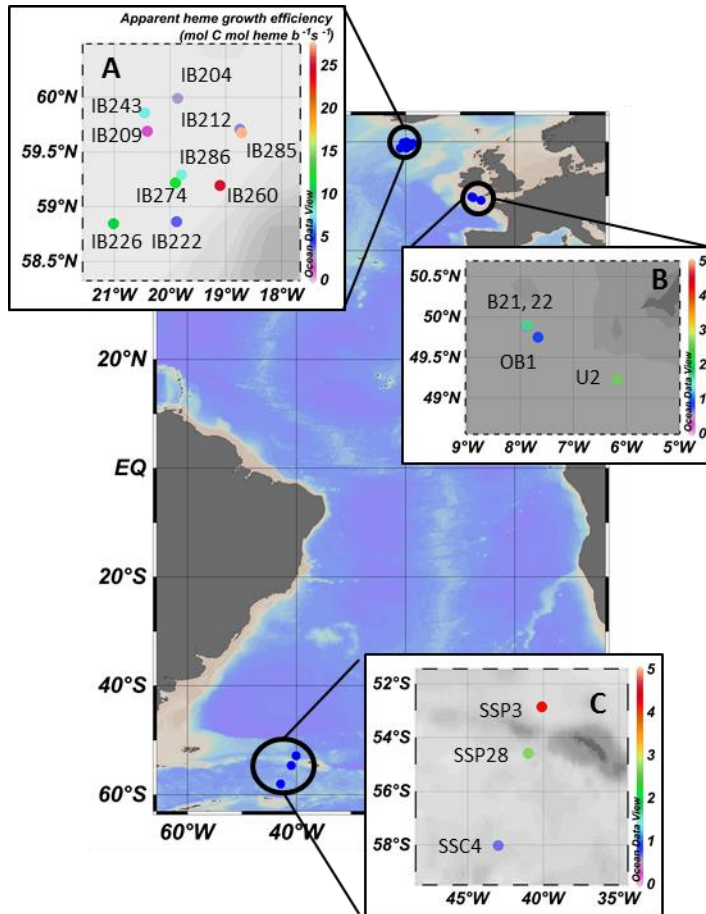 Apparent heme growth efficiency
(mol C mol heme b⁻¹s⁻¹)
A
IB204
IB243
IB209
IB212
IB285
IB286
IB274
IB260
IB226
IB222
60°N
59.5°N
59°N
58.5°N
21°W 20°W 19°W 18°W
25
20
15
10
5
0
Ocean Data View
B
B21, 22
OB1
U2
50.5°N
50°N
49.5°N
49°N
9°W 8°W 7°W 6°W 5°W
5
4
3
2
1
0
Ocean Data View
20°N
EQ
20°S
40°S
60°S
60°W 40°W
C
SSP3
SSP28
SSC4
52°S
54°S
56°S
58°S
45°W 40°W 35°W
5
4
3
2
1
0
Ocean Data View